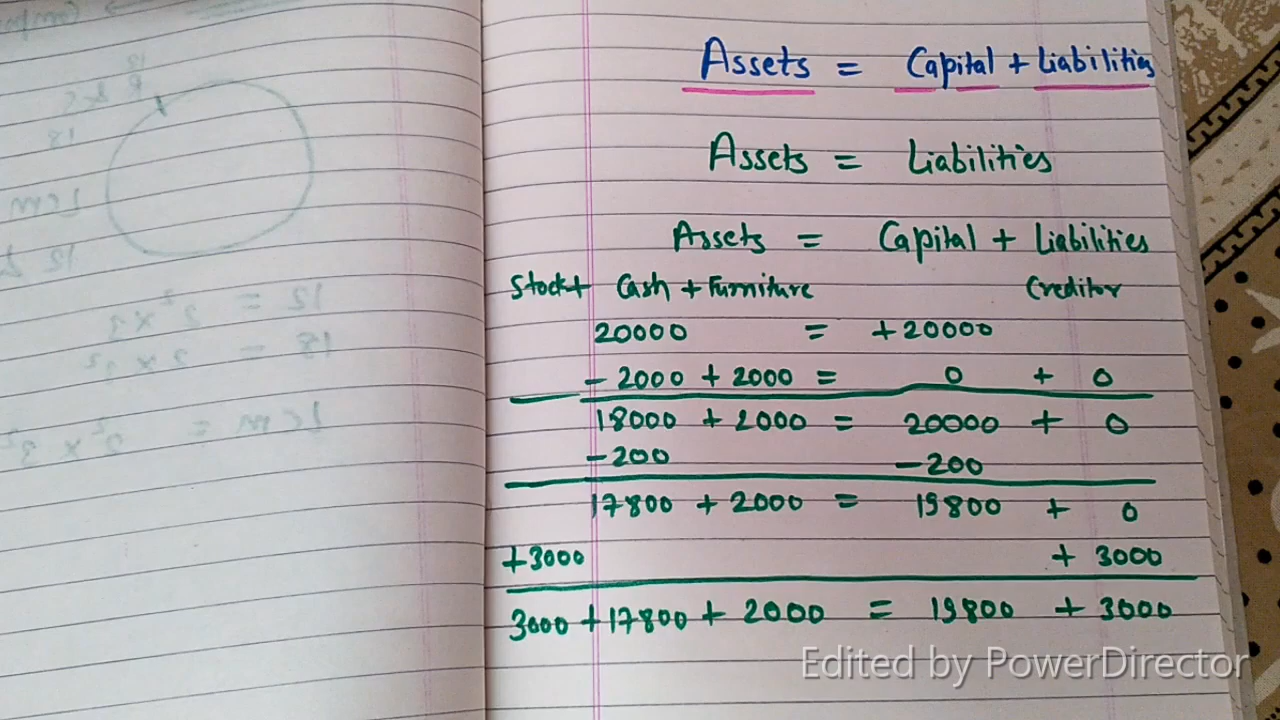 Assets = Capital + Liabilities
Assets = Liabilities
Assets = Capital + Liabilities
Stock + Cash + Furniture Creditor
20000 = +20000
- 2000 + 2000 = 0 + 0
18000 + 2000 = 20000 + 0
-200 -200
17800 + 2000 = 19800 + 0
+3000 + 3000
3000 + 17800 + 2000 = 19800 + 3000
Edited by PowerDirector